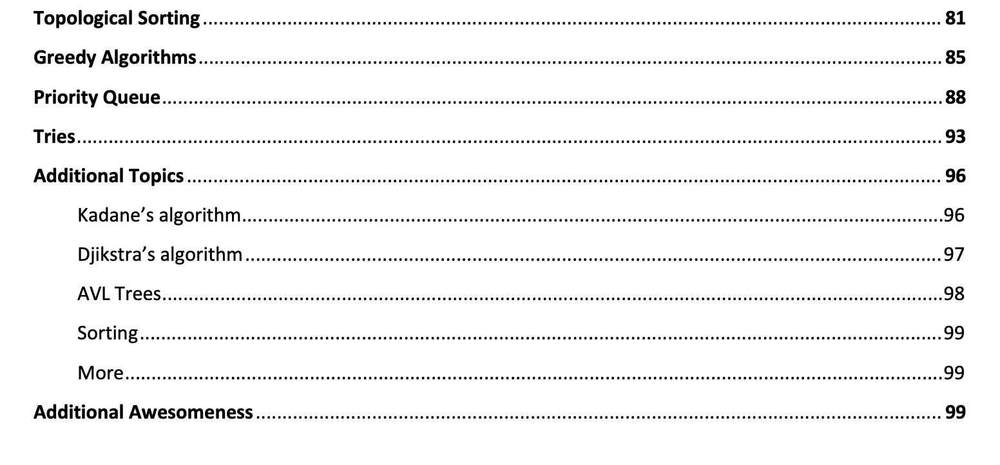 Topological Sorting........................................................................ 81
Greedy Algorithms........................................................................ 85
Priority Queue........................................................................ 88
Tries........................................................................ 93
Additional Topics........................................................................ 96
Kadane’s algorithm........................................................................96
Djikstra’s algorithm........................................................................97
AVL Trees........................................................................98
Sorting........................................................................99
More........................................................................99
Additional Awesomeness........................................................................ 99